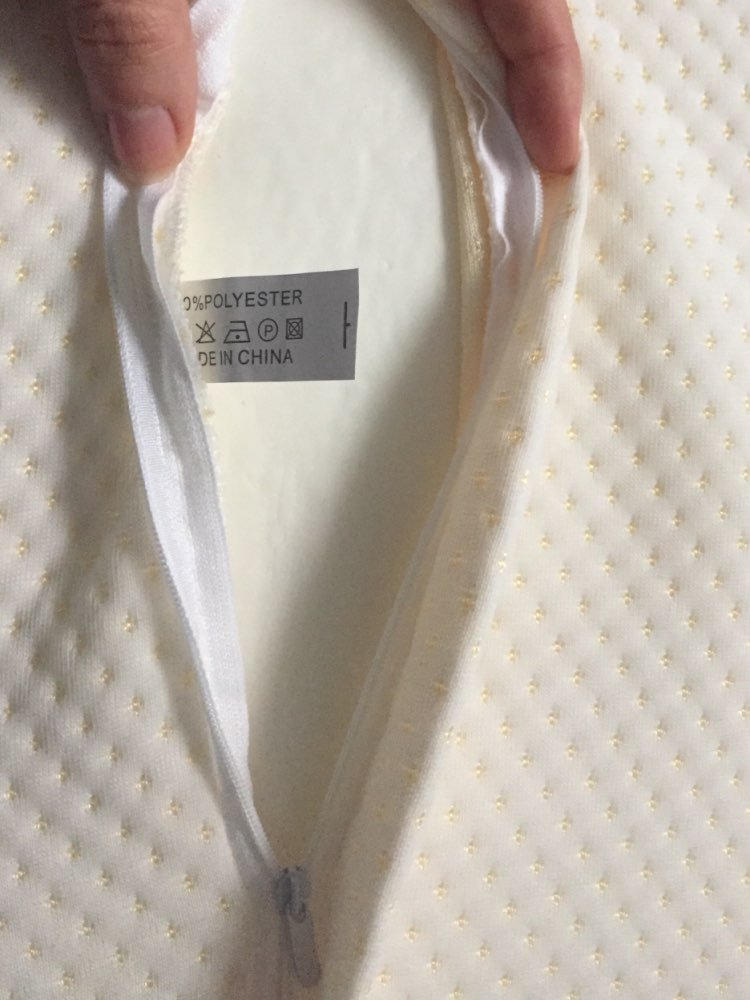 0%POLYESTER
P
DE IN CHINA